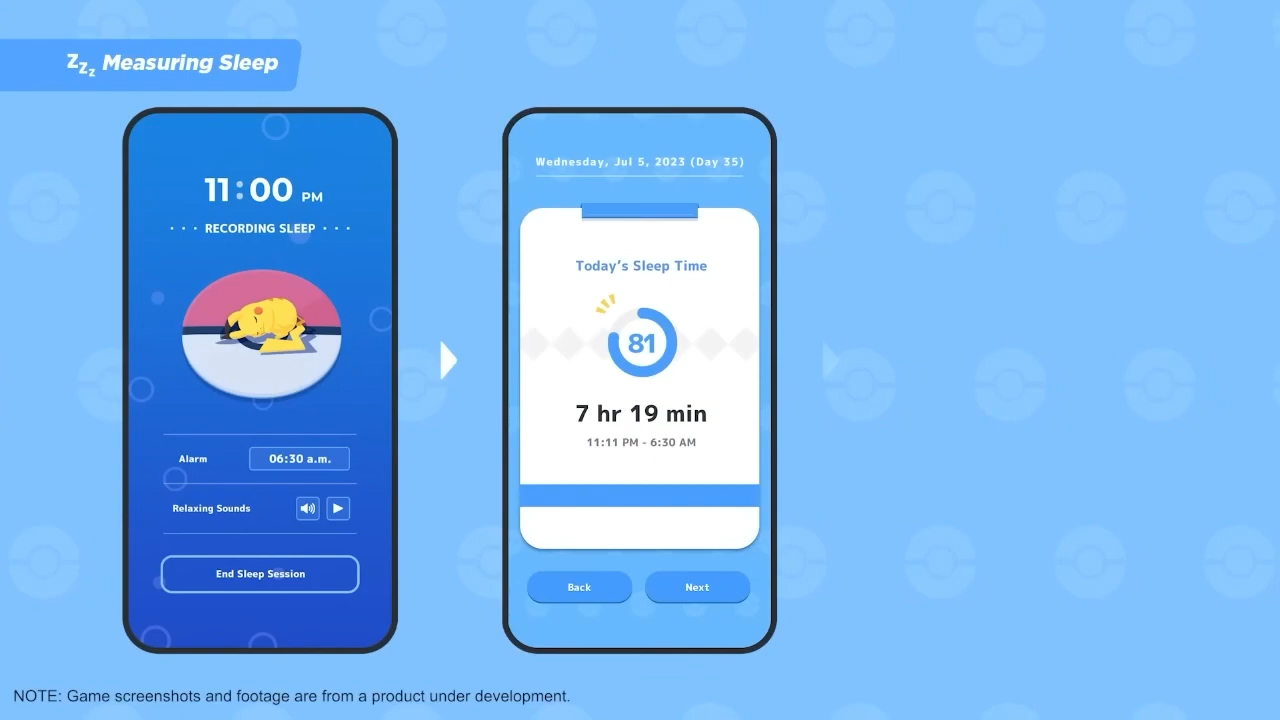 Zzz Measuring Sleep
11:00 PM
· · · RECORDING SLEEP · · ·
Alarm 06:30 a.m.
Relaxing Sounds
End Sleep Session
Wednesday, Jul 5, 2023 (Day 35)
Today's Sleep Time
81
7 hr 19 min
11:11 PM - 6:30 AM
Back Next
NOTE: Game screenshots and footage are from a product under development.